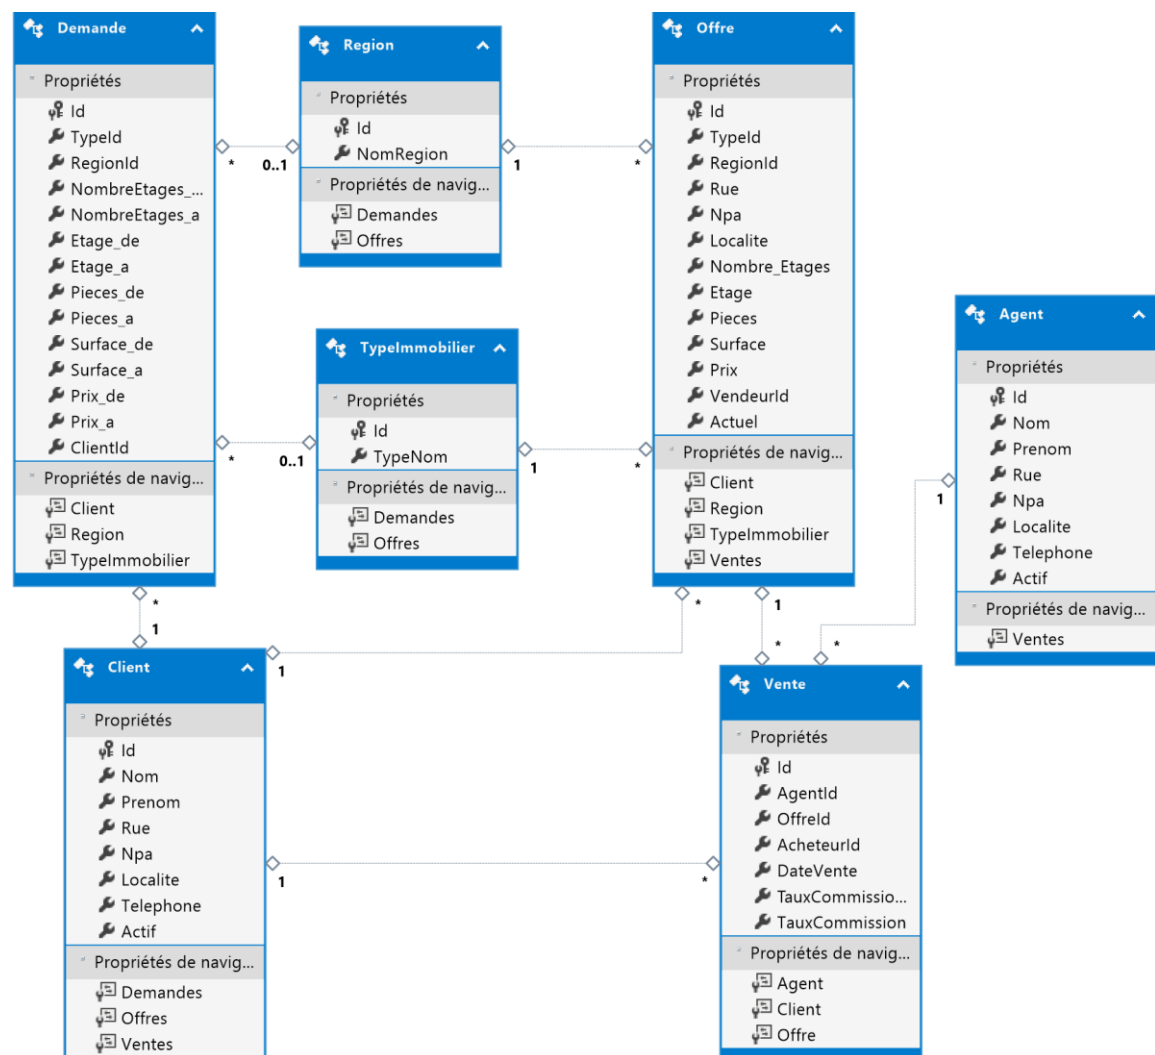 Demande
Propriétés
Id
TypeId
RegionId
NombreEtages_...
NombreEtages_a
Etage_de
Etage_a
Pieces_de
Pieces_a
Surface_de
Surface_a
Prix_de
Prix_a
ClientId
Propriétés de navig...
Client
Region
TypeImmobilier
Region
Propriétés
Id
NomRegion
Propriétés de navig...
Demandes
Offres
*
0..1
1
*
TypeImmobilier
Propriétés
Id
TypeNom
Propriétés de navig...
Demandes
Offres
*
0..1
1
*
Offre
Propriétés
Id
TypeId
RegionId
Rue
Npa
Localite
Nombre_Etages
Etage
Pieces
Surface
Prix
VendeurId
Actuel
Propriétés de navig...
Client
Region
TypeImmobilier
Ventes
Agent
Propriétés
Id
Nom
Prenom
Rue
Npa
Localite
Telephone
Actif
Propriétés de navig...
Ventes
1
*
*
1
*
1
1
*
Client
Propriétés
Id
Nom
Prenom
Rue
Npa
Localite
Telephone
Actif
Propriétés de navig...
Demandes
Offres
Ventes
1
*
Vente
Propriétés
Id
AgentId
OffreId
AcheteurId
DateVente
TauxCommissio...
TauxCommission
Propriétés de navig...
Agent
Client
Offre